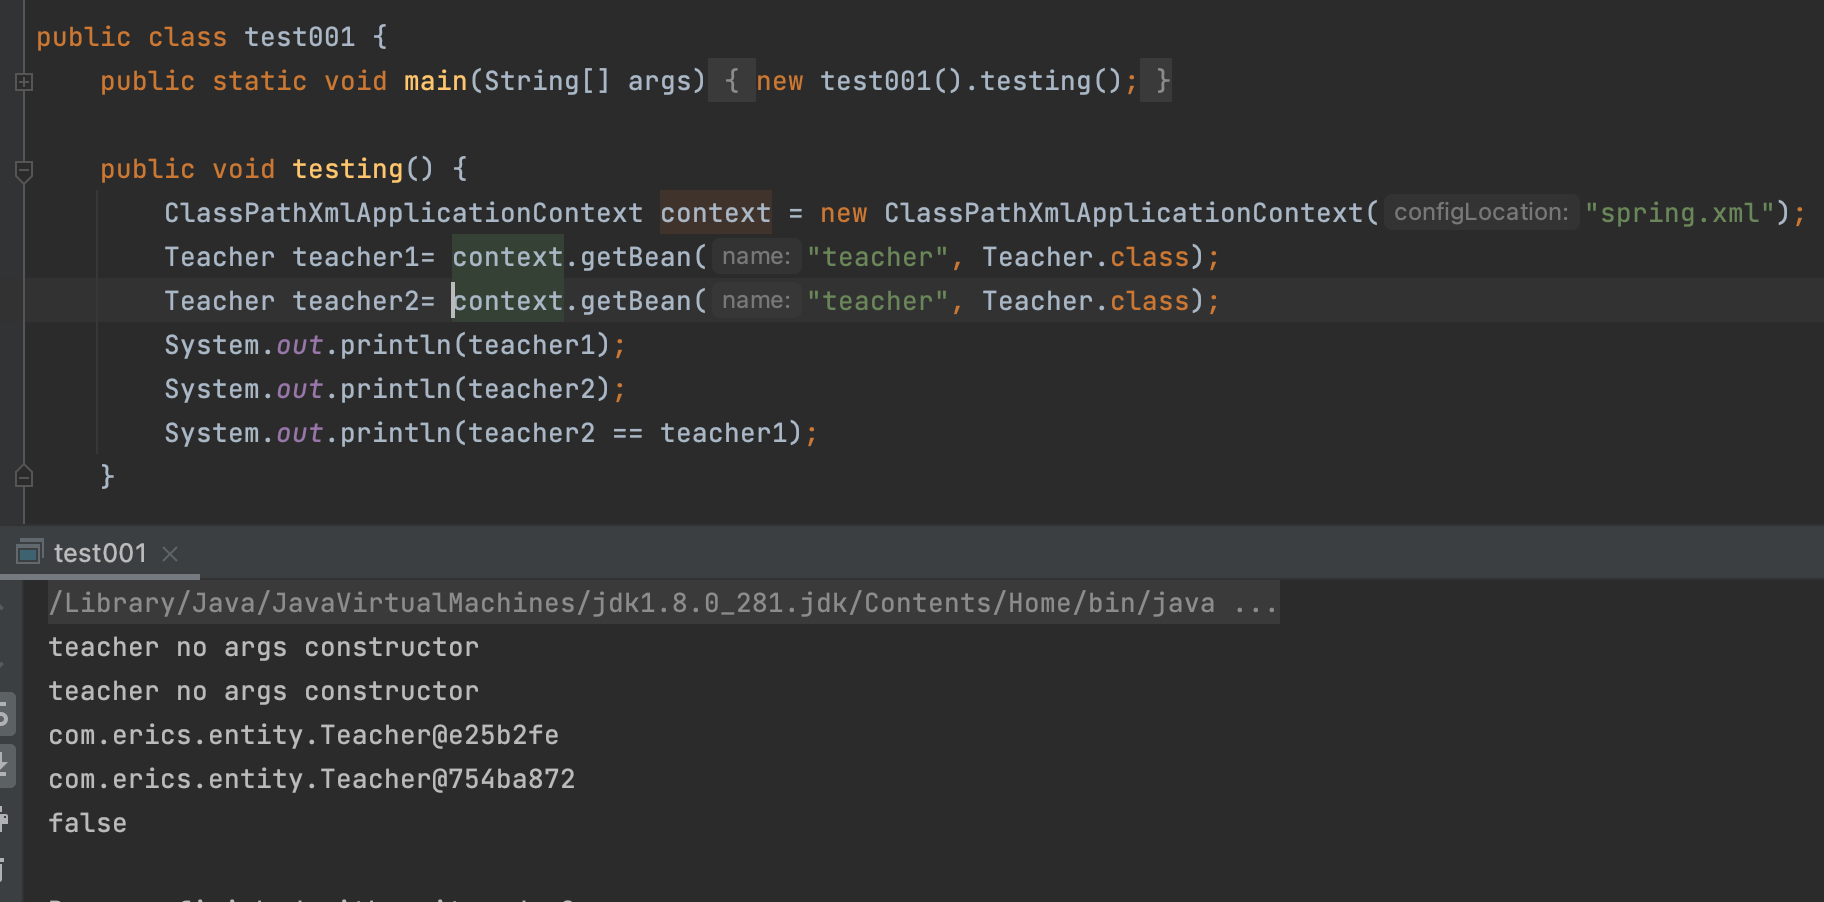 public class test001 {
public static void main(String[] args) { new test001().testing(); }
public void testing() {
ClassPathXmlApplicationContext context = new ClassPathXmlApplicationContext( configLocation: "spring.xml");
Teacher teacher1= context.getBean( name: "teacher", Teacher.class);
Teacher teacher2= context.getBean( name: "teacher", Teacher.class);
System.out.println(teacher1);
System.out.println(teacher2);
System.out.println(teacher2 == teacher1);
}
test001
/Library/Java/JavaVirtualMachines/jdk1.8.0_281.jdk/Contents/Home/bin/java ...
teacher no args constructor
teacher no args constructor
com.erics.entity.Teacher@e25b2fe
com.erics.entity.Teacher@754ba872
false